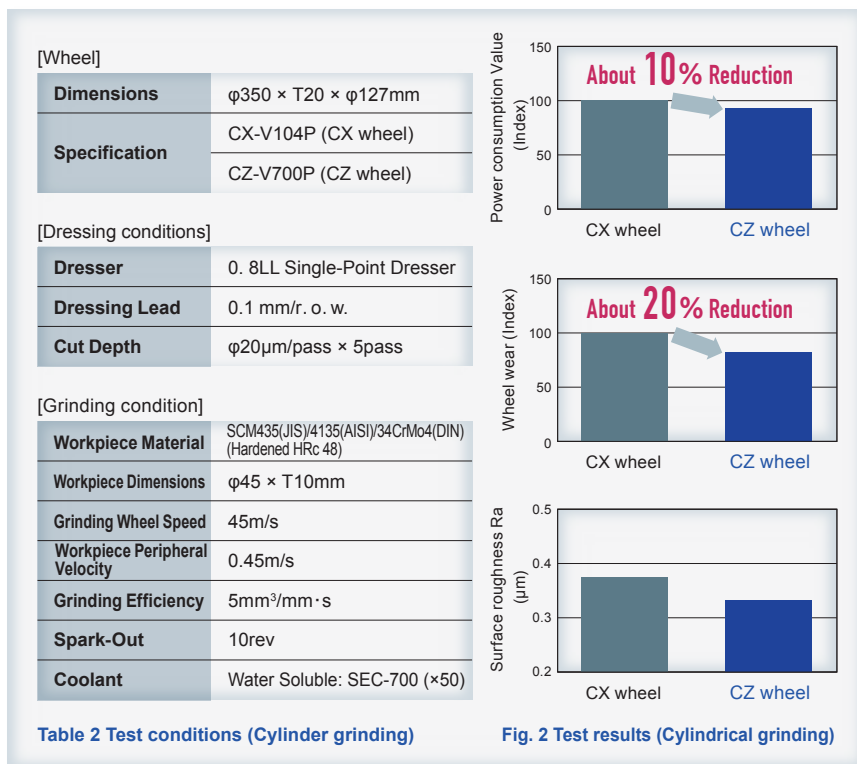 [Wheel]
Dimensions φ350 × T20 × φ127mm
Specification
CX-V104P (CX wheel)
CZ-V700P (CZ wheel)
[Dressing conditions]
Dresser 0. 8LL Single-Point Dresser
Dressing Lead 0.1 mm/r. o. w.
Cut Depth φ20μm/pass × 5pass
[Grinding condition]
Workpiece Material SCM435(JIS)/4135(AISI)/34CrMo4(DIN)
(Hardened HRc 48)
Workpiece Dimensions φ45 × T10mm
Grinding Wheel Speed 45m/s
Workpiece Peripheral
Velocity 0.45m/s
Grinding Efficiency 5mm³/mm·s
Spark-Out 10rev
Coolant Water Soluble: SEC-700 (×50)
Table 2 Test conditions (Cylinder grinding)
Power consumption Value
(Index)
150
100
50
0
About 10% Reduction
CX wheel CZ wheel
Wheel wear (Index)
150
100
50
0
About 20% Reduction
CX wheel CZ wheel
Surface roughness Ra
(μm)
0.5
0.4
0.3
0.2
CX wheel CZ wheel
Fig. 2 Test results (Cylindrical grinding)